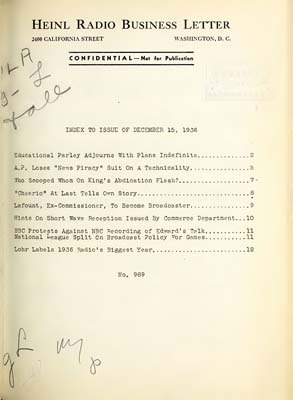 HEINL RADIO BUSINESS LETTER
2400 CALIFORNIA STREET WASHINGTON, D. C.
CONFIDENTIAL—Not for Publication
INDEX TO ISSUE OF DECEMBER 15, 1936
Educational Parley Adjourns With Plans Indefinite..............2
A.P. Loses "News Piracy" Suit On A Technicality................5
Who Scooped Whom On King's Abdication Flash?...................7
"Cheerio" At Last Tells Own Story..............................8
Lafount, Ex-Commissioner, To Become Broadcaster................9
Hints On Short Wave Reception Issued By Commerce Department...10
BBC Protests Against NBC Recording of Edward's Talk...........11
National League Split On Broadcast Policy For Games...........11
Lohr Labels 1936 Radio's Biggest Year.........................12
No. 989